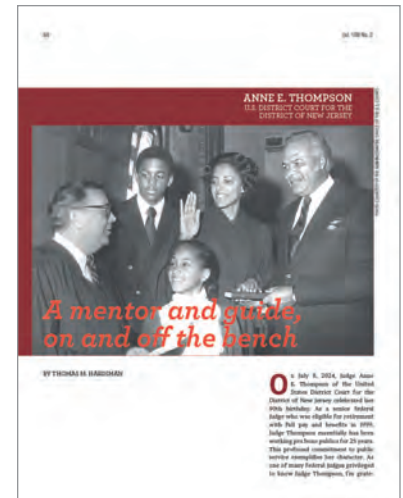 Vol. 108 No. 2
ANNE E. THOMPSON
U.S. DISTRICT COURT FOR THE
DISTRICT OF NEW JERSEY
A mentor and guide,
on and off the bench
BY THOMAS M. HARDIMAN
On July 8, 2024, Judge Anne
E. Thompson of the United
States District Court for the
District of New Jersey celebrated her
90th birthday. As a senior federal
judge who was eligible for retirement
with full pay and benefits in 1999,
Judge Thompson essentially has been
working pro bono publico for 25 years.
This profound commitment to public
service exemplifies her character. As
one of many federal judges privileged
to know Judge Thompson, I'm grate-